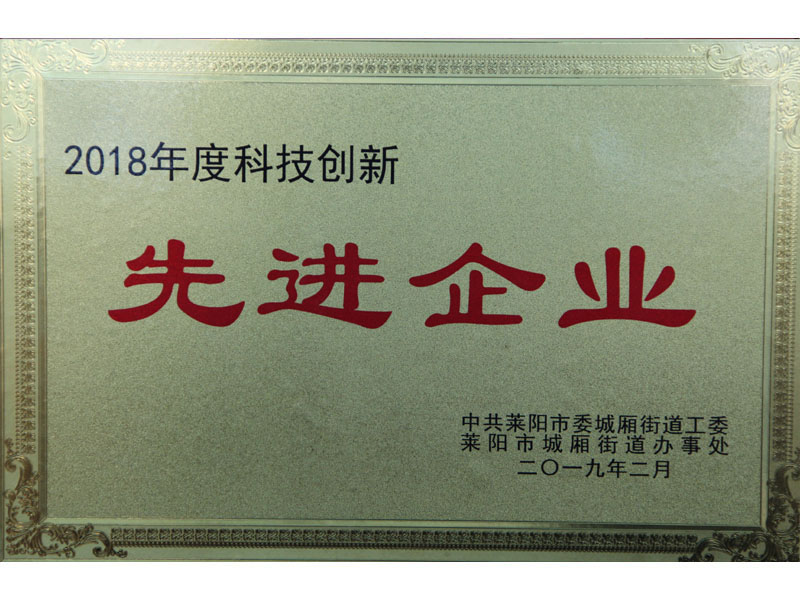 2018年度科技创新
先进企业
中共莱阳市委城厢街道工委
莱阳市城厢街道办事处
二〇一九年二月